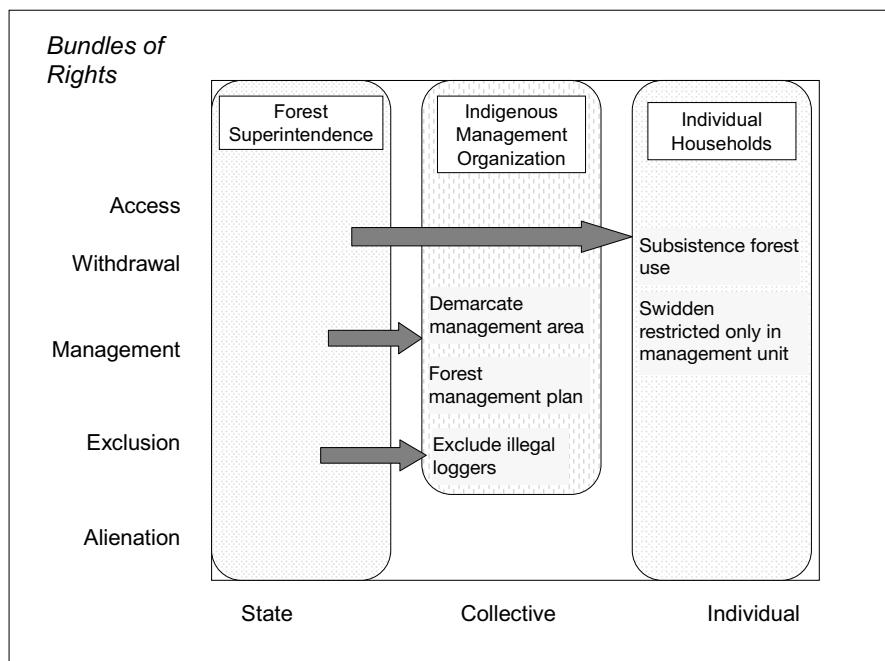 Bundles of
Rights
Forest
Superintendence
Indigenous
Management
Organization
Individual
Households
Access
Withdrawal
Management
Exclusion
Alienation
Subsistence forest
use
Demarcate
management area
Swidden
restricted only in
management unit
Forest
management plan
Exclude illegal
loggers
State
Collective
Individual